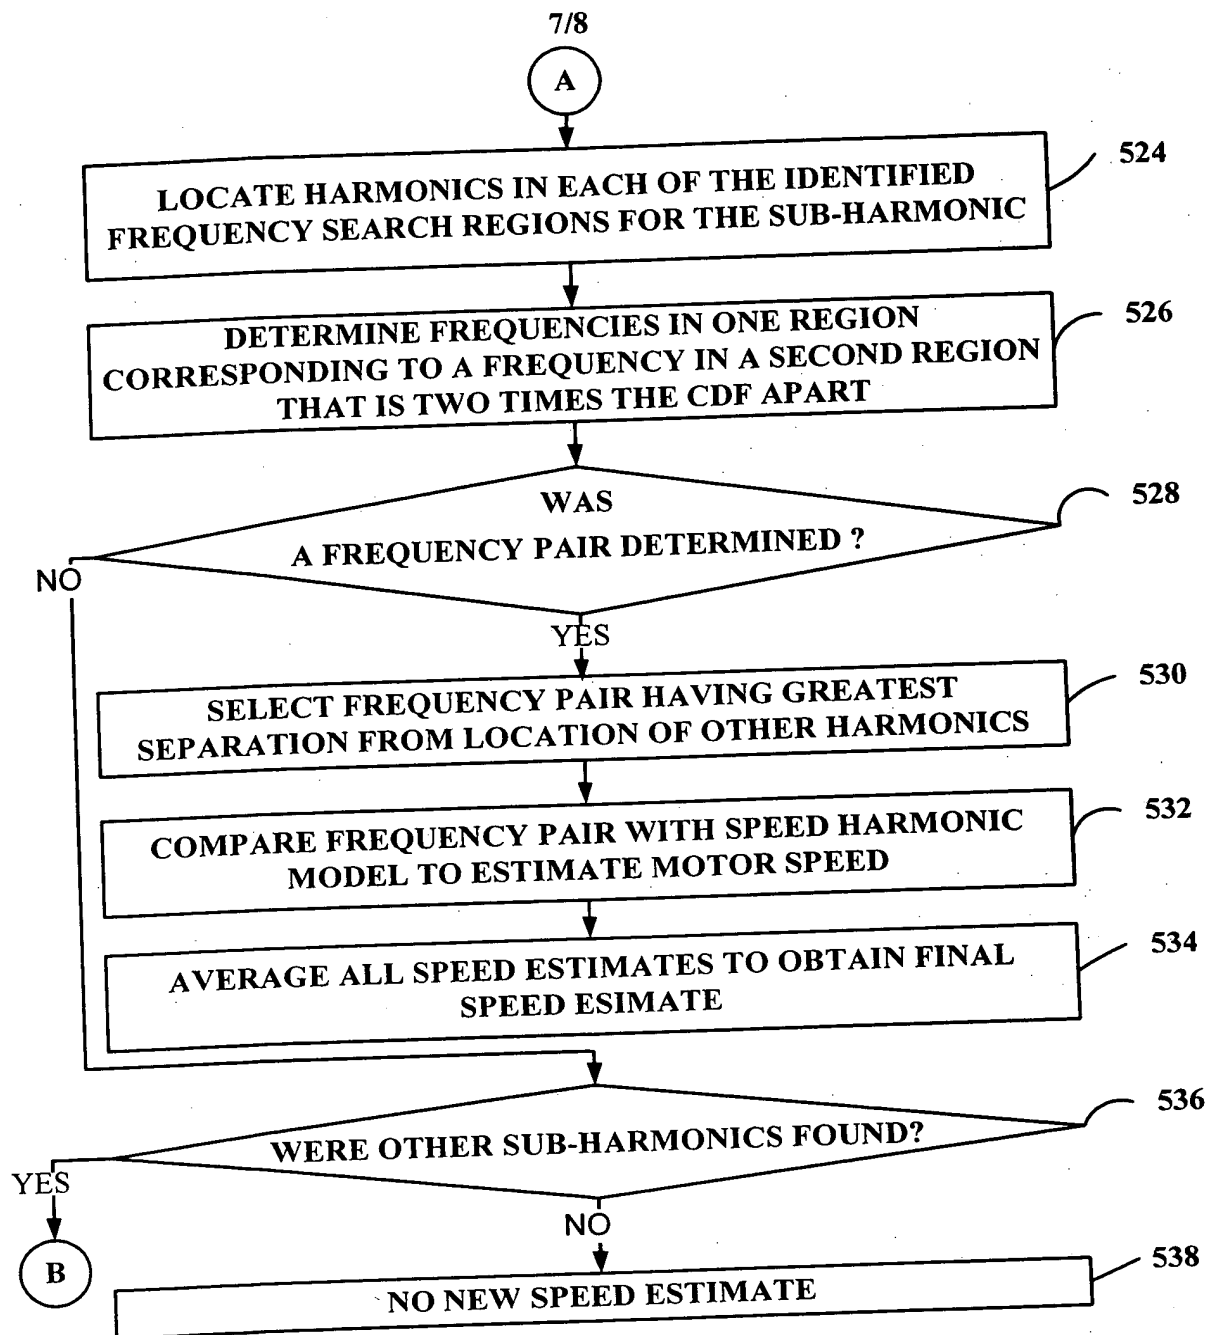 7/8
A
LOCATE HARMONICS IN EACH OF THE IDENTIFIED
FREQUENCY SEARCH REGIONS FOR THE SUB-HARMONIC
524
DETERMINE FREQUENCIES IN ONE REGION
CORRESPONDING TO A FREQUENCY IN A SECOND REGION
THAT IS TWO TIMES THE CDF APART
526
WAS
A FREQUENCY PAIR DETERMINED ?
528
NO
YES
SELECT FREQUENCY PAIR HAVING GREATEST
SEPARATION FROM LOCATION OF OTHER HARMONICS
530
COMPARE FREQUENCY PAIR WITH SPEED HARMONIC
MODEL TO ESTIMATE MOTOR SPEED
532
AVERAGE ALL SPEED ESTIMATES TO OBTAIN FINAL
SPEED ESIMATE
534
WERE OTHER SUB-HARMONICS FOUND?
536
YES
NO
B
NO NEW SPEED ESTIMATE
538